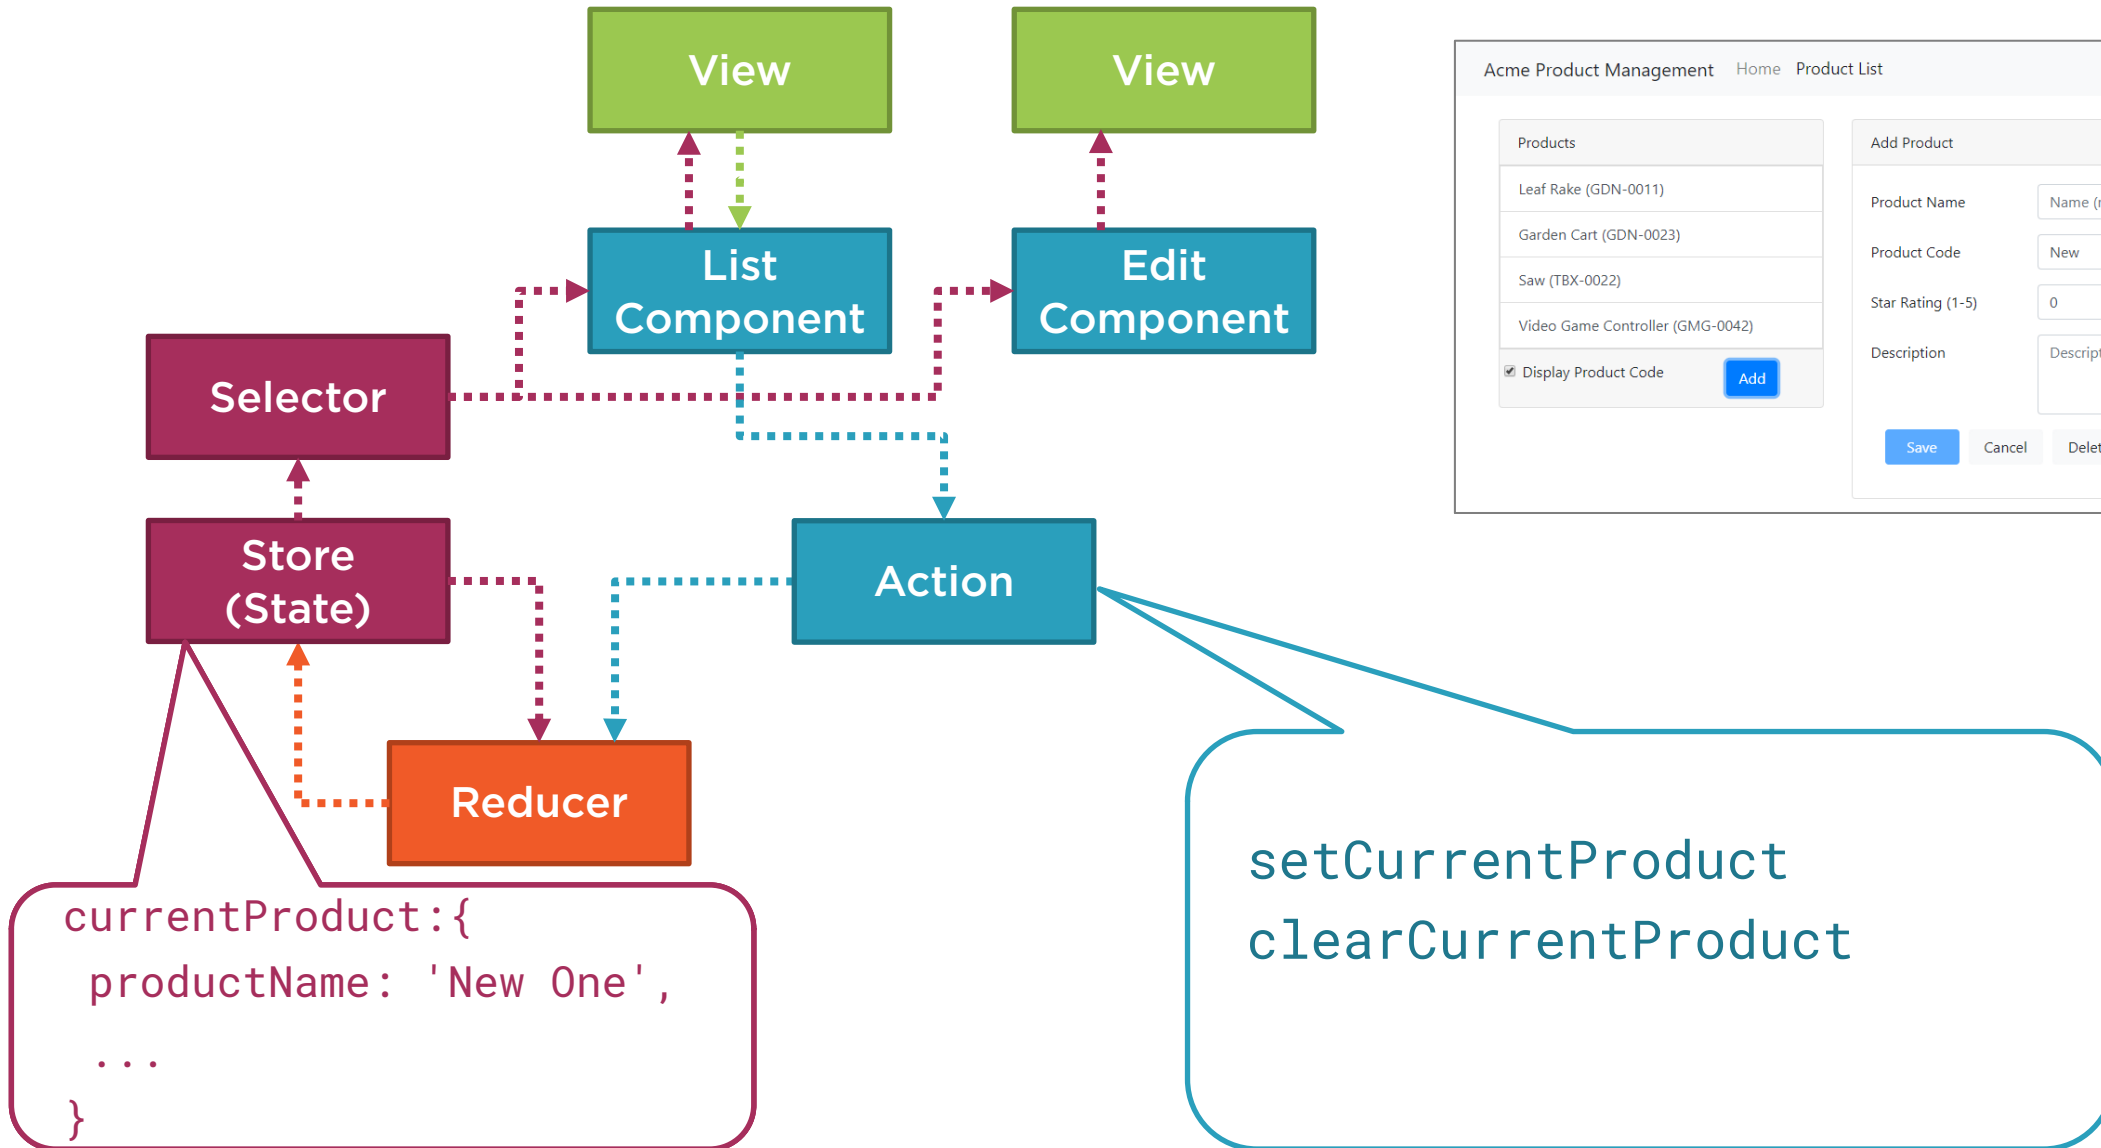 View
View
List
Component
Edit
Component
Selector
Store
(State)
Action
Reducer
currentProduct:{
productName: 'New One',
...
}
setCurrentProduct
clearCurrentProduct
Acme Product Management Home Product List
Products
Leaf Rake (GDN-0011)
Garden Cart (GDN-0023)
Saw (TBX-0022)
Video Game Controller (GMG-0042)
Display Product Code
Add
Add Product
Product Name
Name
Product Code
New
Star Rating (1-5)
0
Description
Save Cancel